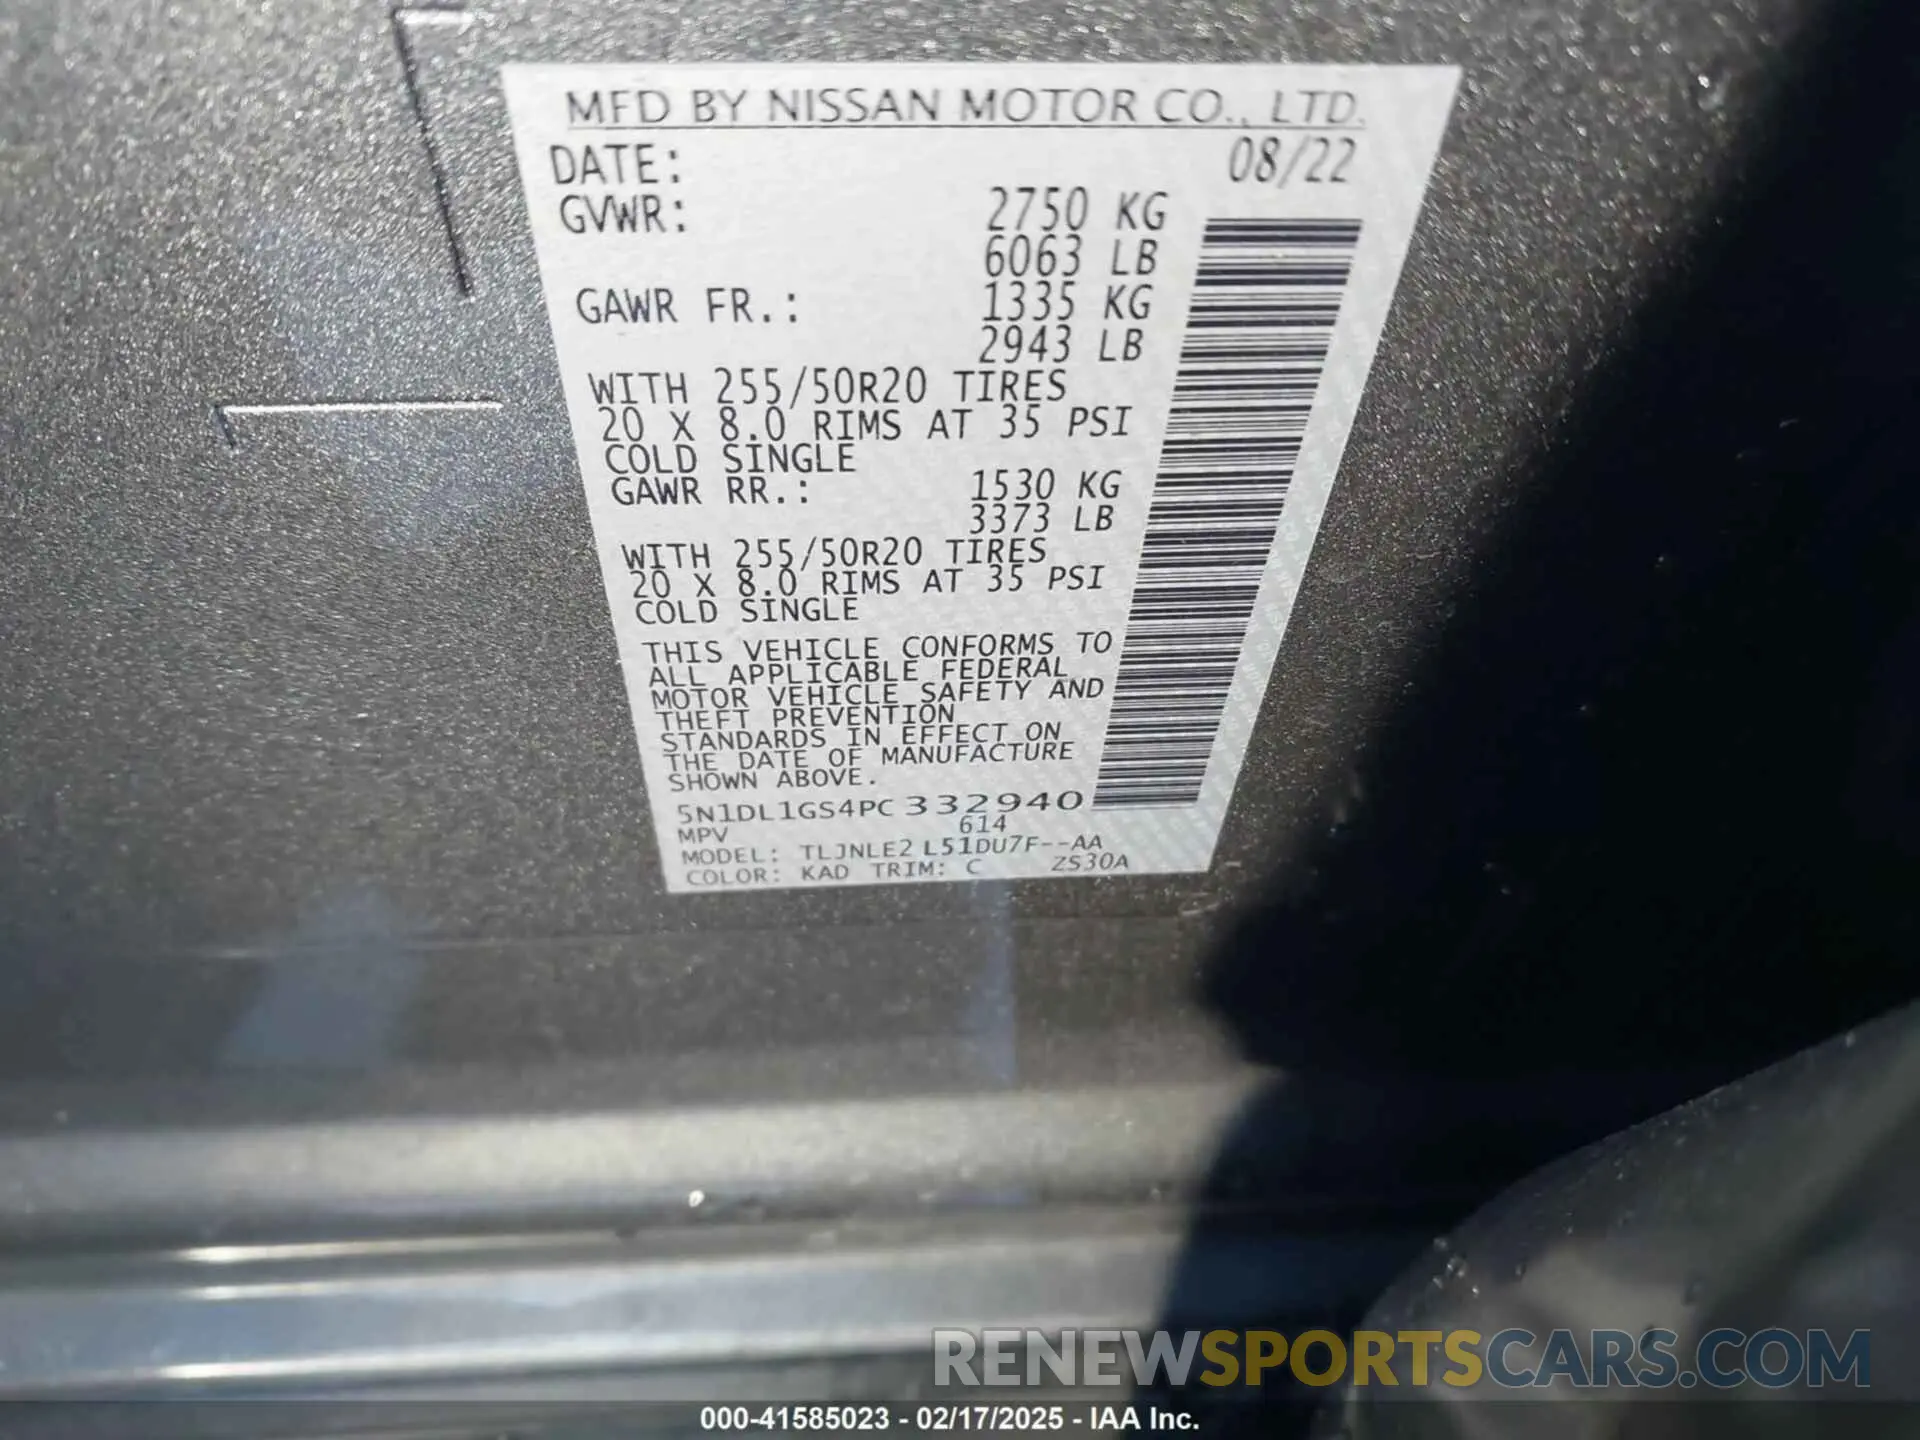 MFD BY NISSAN MOTOR CO., LTD.
DATE: 08/22
GVWR: 2750 KG
6063 LB
GAWR FR.: 1335 KG
2943 LB
WITH 255/50R20 TIRES
20 X 8.0 RIMS AT 35 PSI
COLD SINGLE
GAWR RR.: 1530 KG
3373 LB
WITH 255/50R20 TIRES
20 X 8.0 RIMS AT 35 PSI
COLD SINGLE
THIS VEHICLE CONFORMS TO
ALL APPLICABLE FEDERAL
MOTOR VEHICLE SAFETY AND
THEFT PREVENTION
STANDARDS IN EFFECT ON
THE DATE OF MANUFACTURE
SHOWN ABOVE.
5N1DL1GS4PC 332940
MPV 614
MODEL: TLJNLE2 L51DU7F--AA
COLOR: KAD TRIM: C ZS30A
RENEWSPORTSCARS.COM
000-41585023 - 02/17/2025 - IAA Inc.